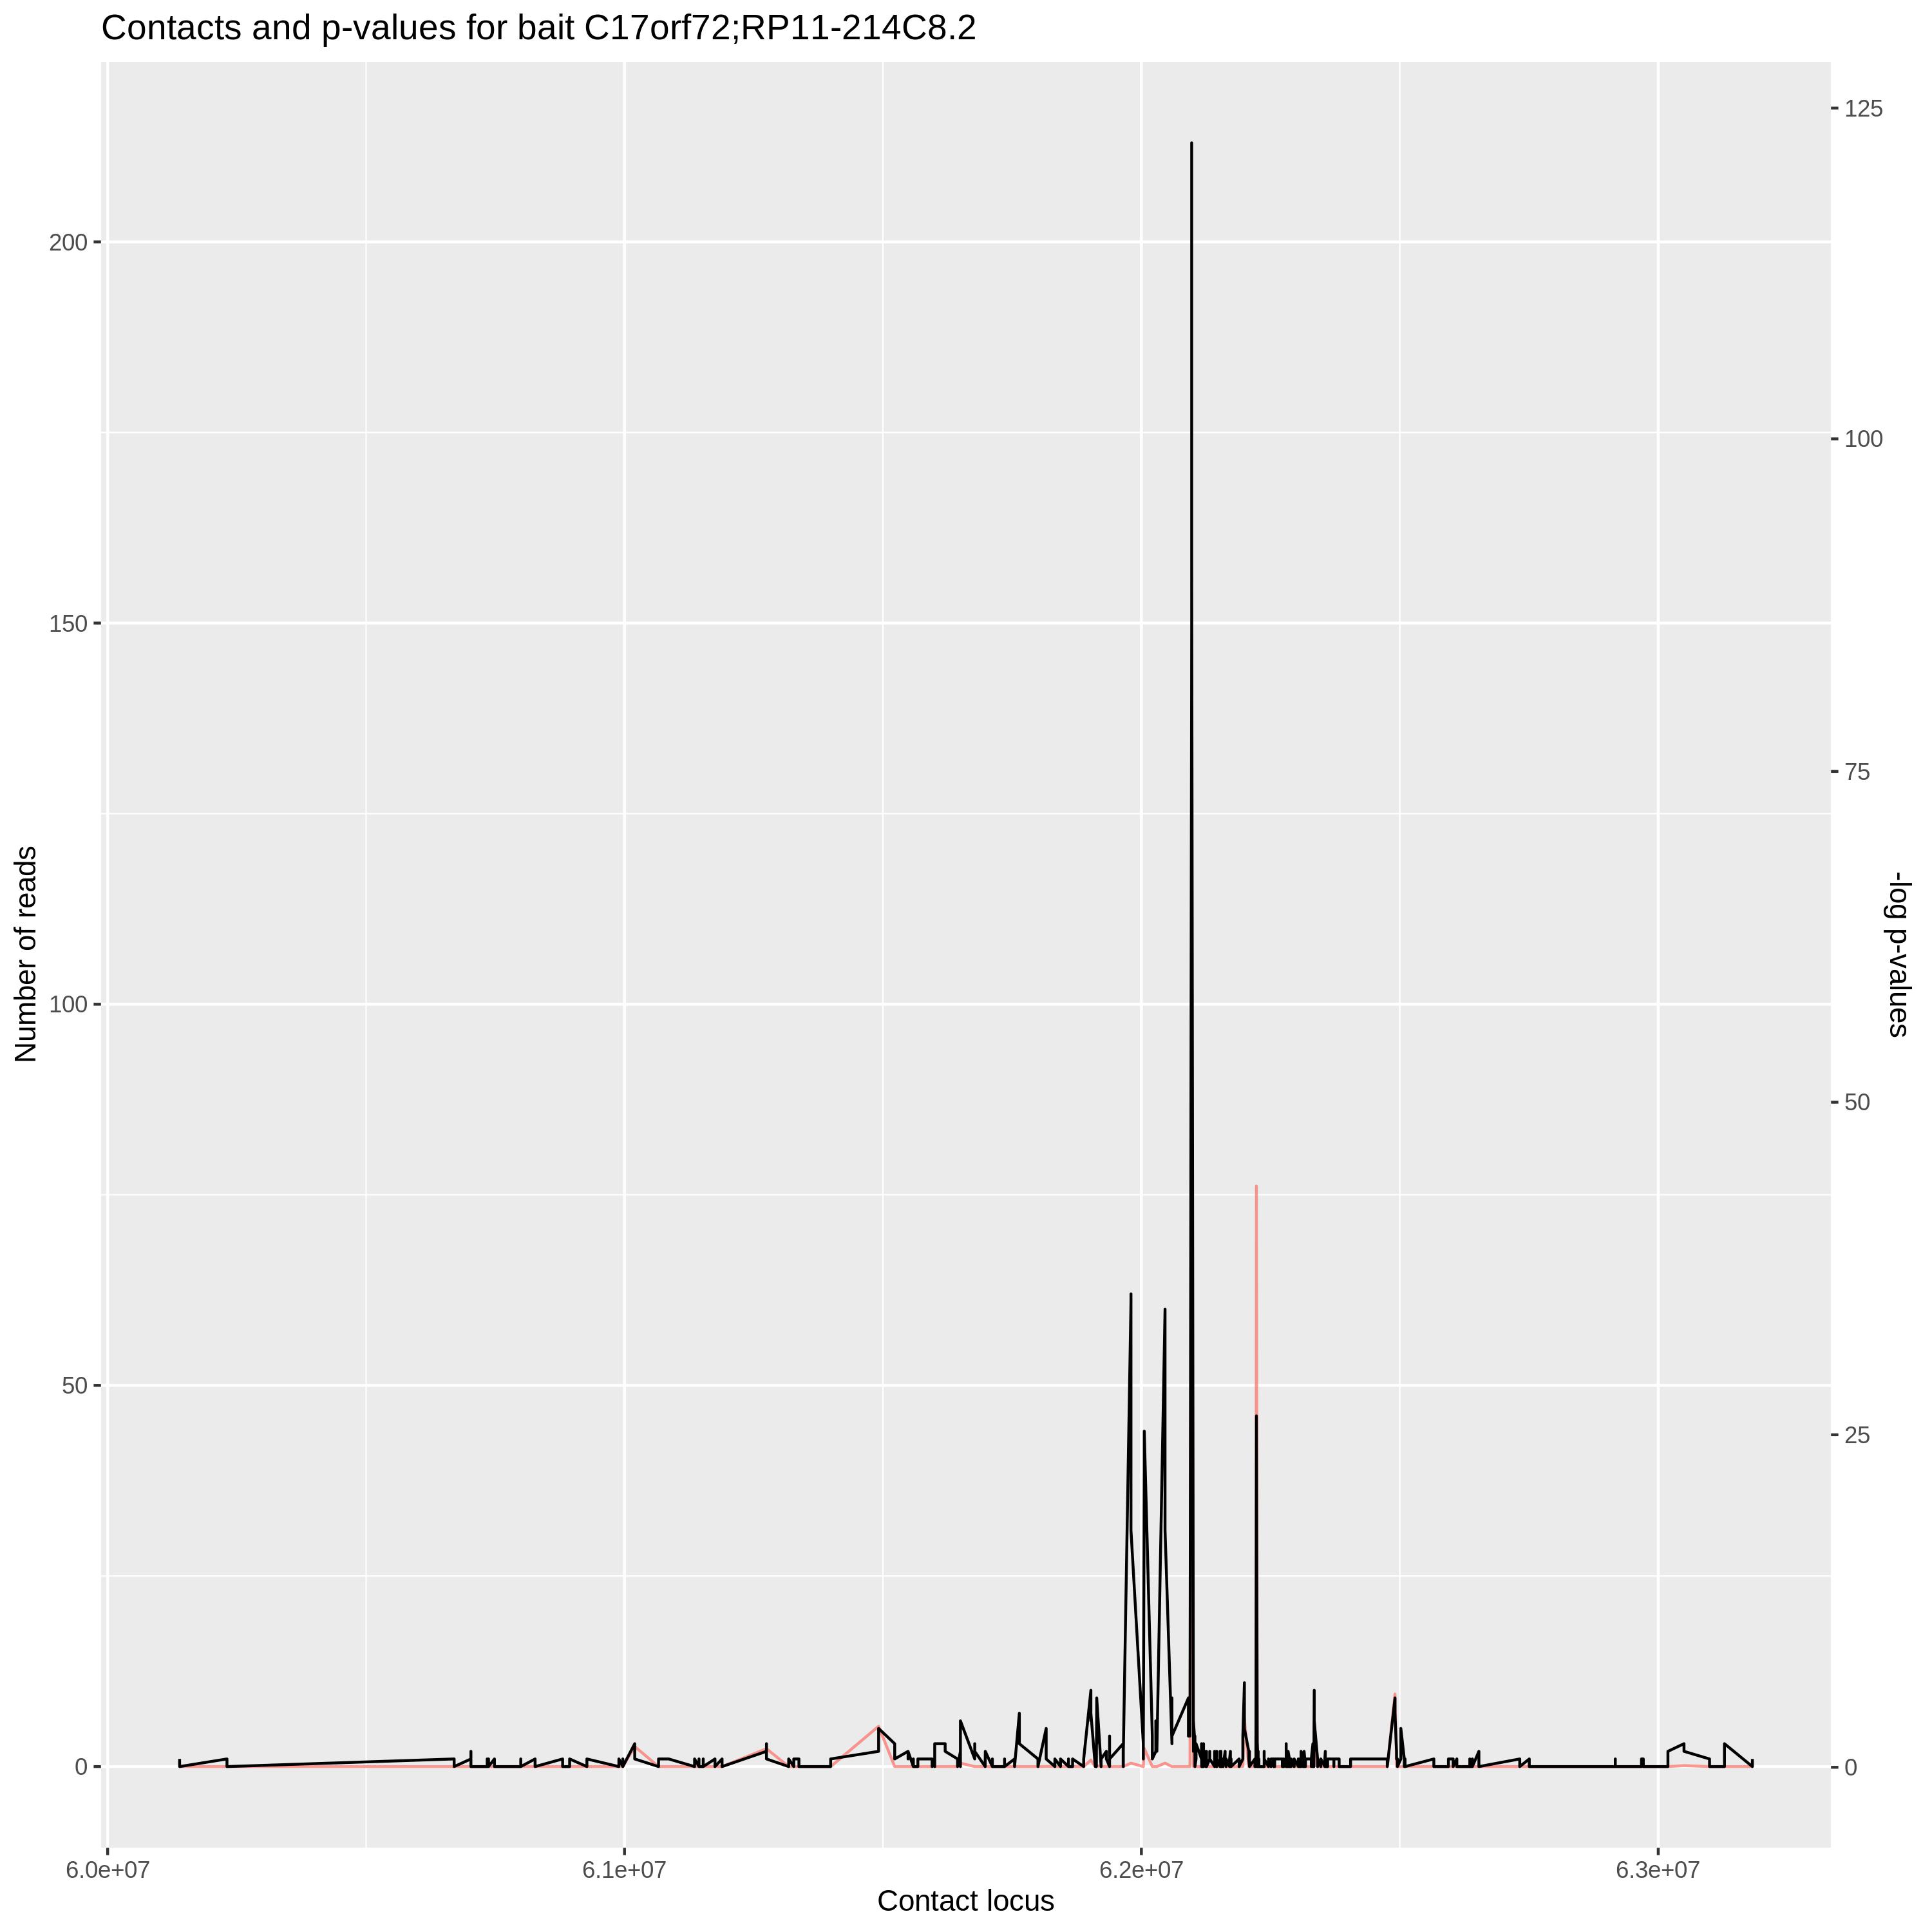 Contacts and p-values for bait C17orf72;RP11-214C8.2
Number of reads
200
150
100
50
0
125
100
75
50
25
0
-log p-values
6.0e+07
6.1e+07
6.2e+07
6.3e+07
Contact locus